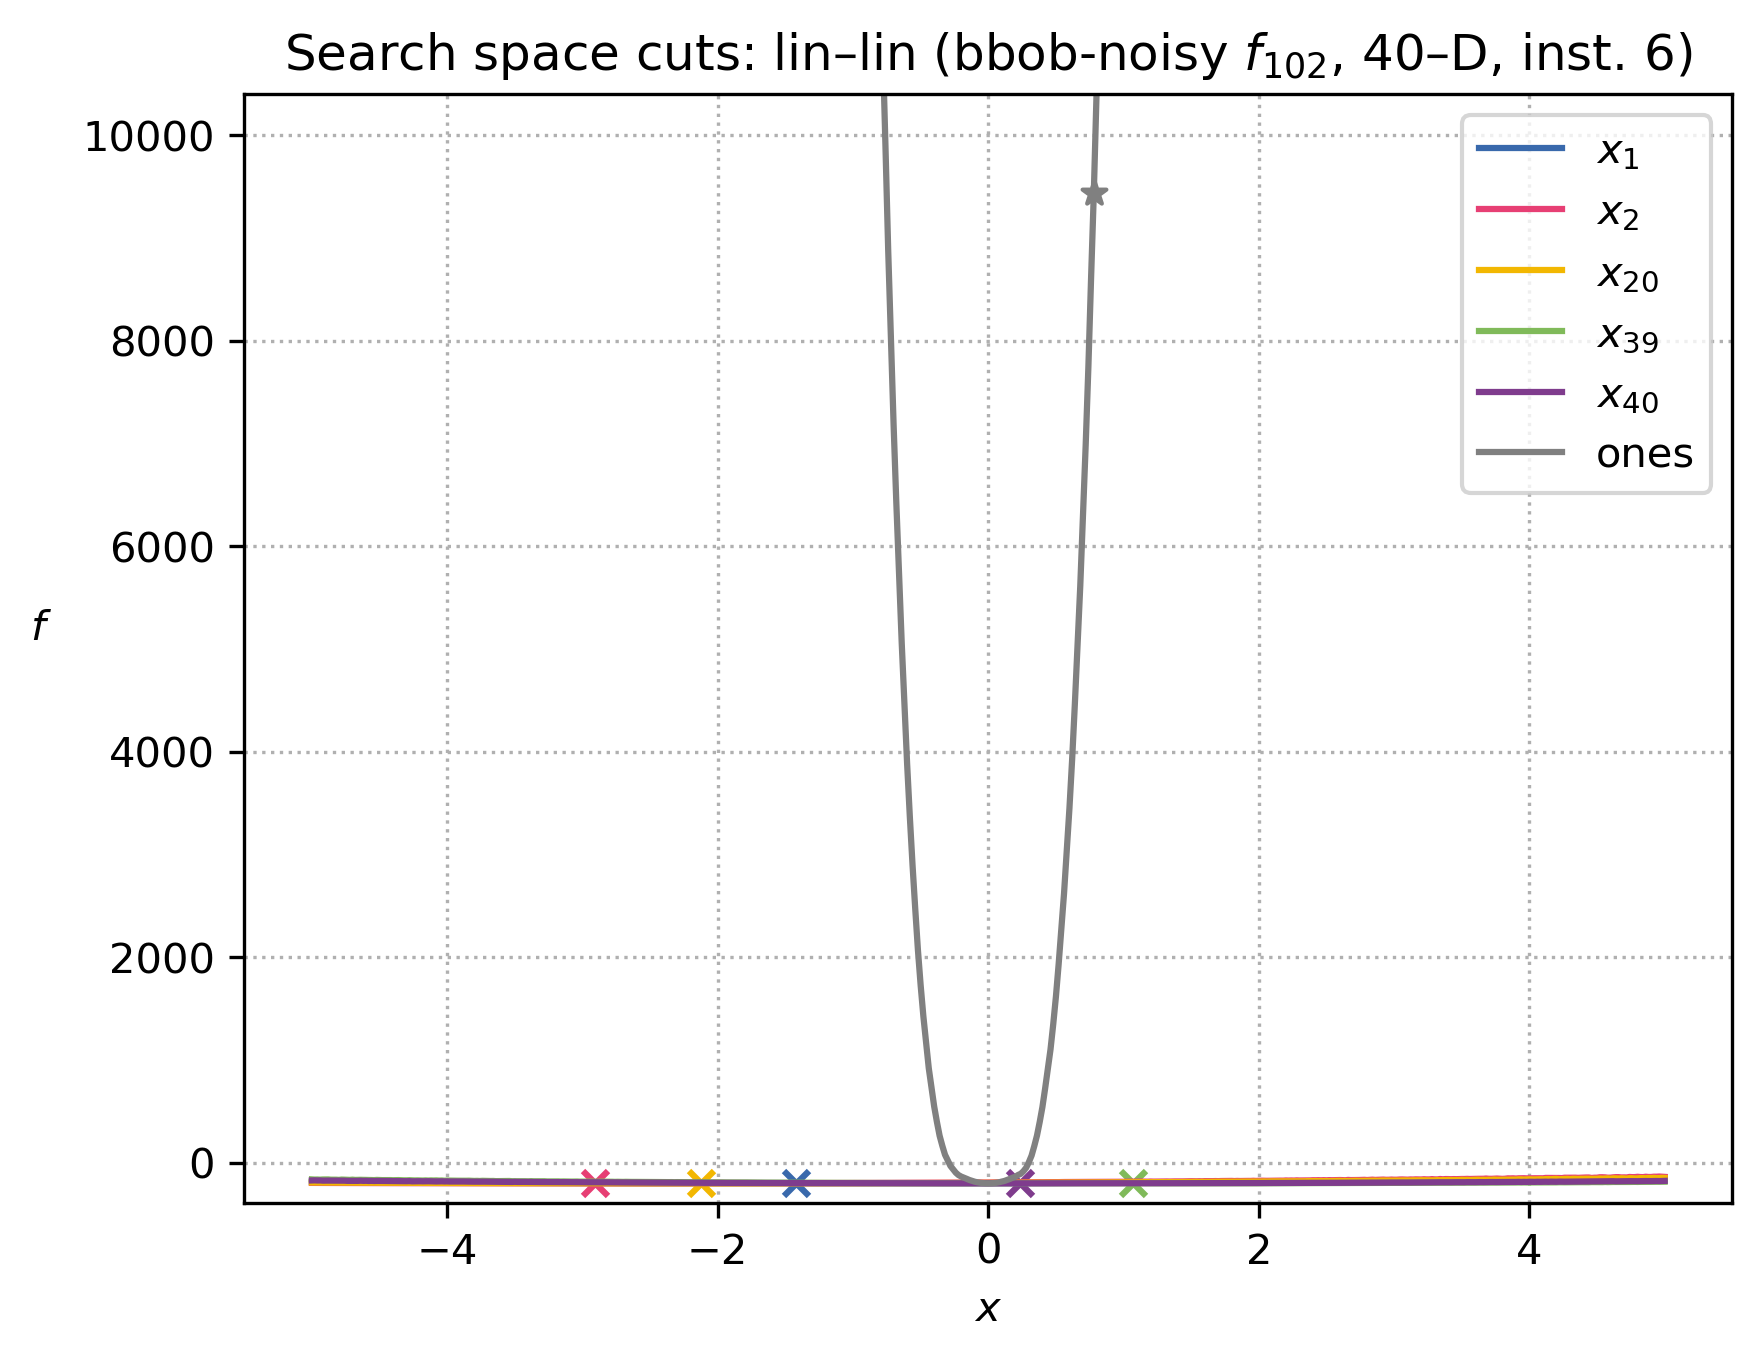 Search space cuts: lin–lin (bbob-noisy f102, 40–D, inst. 6)
10000
8000
6000
4000
2000
0
f
−4 −2 0 2 4
x
x1
x2
x20
x39
x40
ones